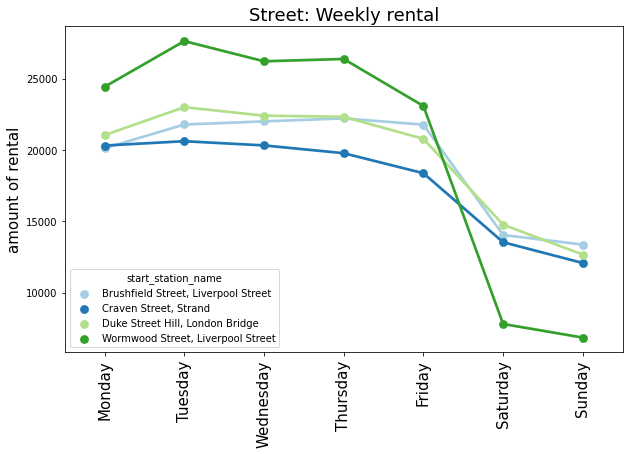 Street: Weekly rental
amount of rental
25000
20000
15000
10000
start_station_name
Brushfield Street, Liverpool Street
Craven Street, Strand
Duke Street Hill, London Bridge
Wormwood Street, Liverpool Street
Monday
Tuesday
Wednesday
Thursday
Friday
Saturday
Sunday